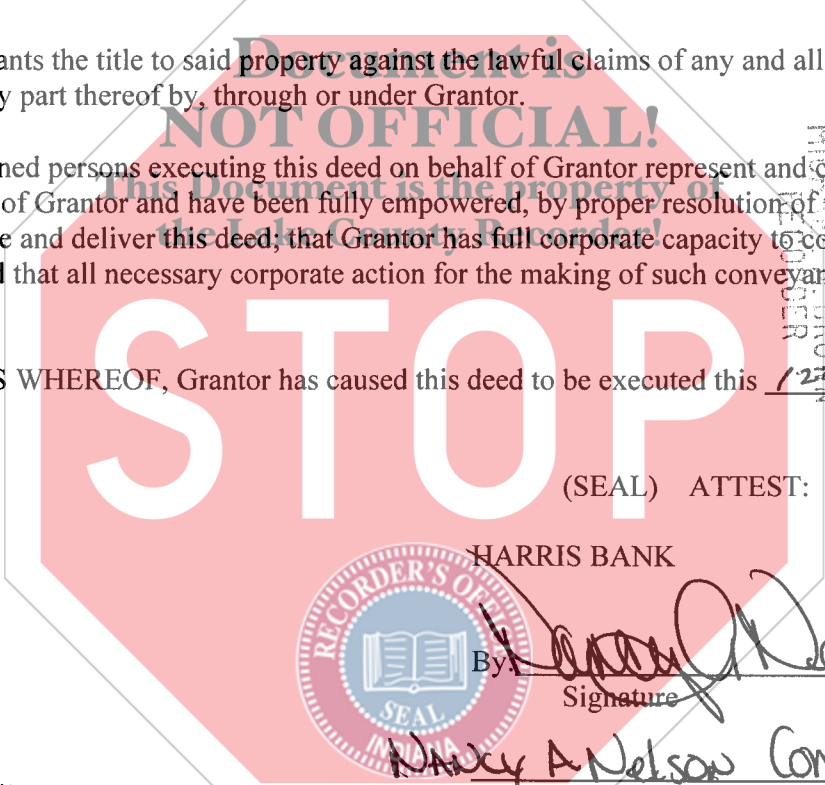 Document is
ants the title to said property against the lawful claims of any and all
y part thereof by, through or under Grantor.
NOT OFFICIAL!
ned persons executing this deed on behalf of Grantor represent and c
This Document is the property of
of Grantor and have been fully empowered, by proper resolution of
the Lake County Recorder!
e and deliver this deed; that Grantor has full corporate capacity to co
d that all necessary corporate action for the making of such conveyan
RECORDER
STOP
S WHEREOF, Grantor has caused this deed to be executed this 12
(SEAL) ATTEST:
HARRIS BANK
RECORDER'S OFFICE
By:
Signature
SEAL
INDIANA
NANCY A Nelson Con